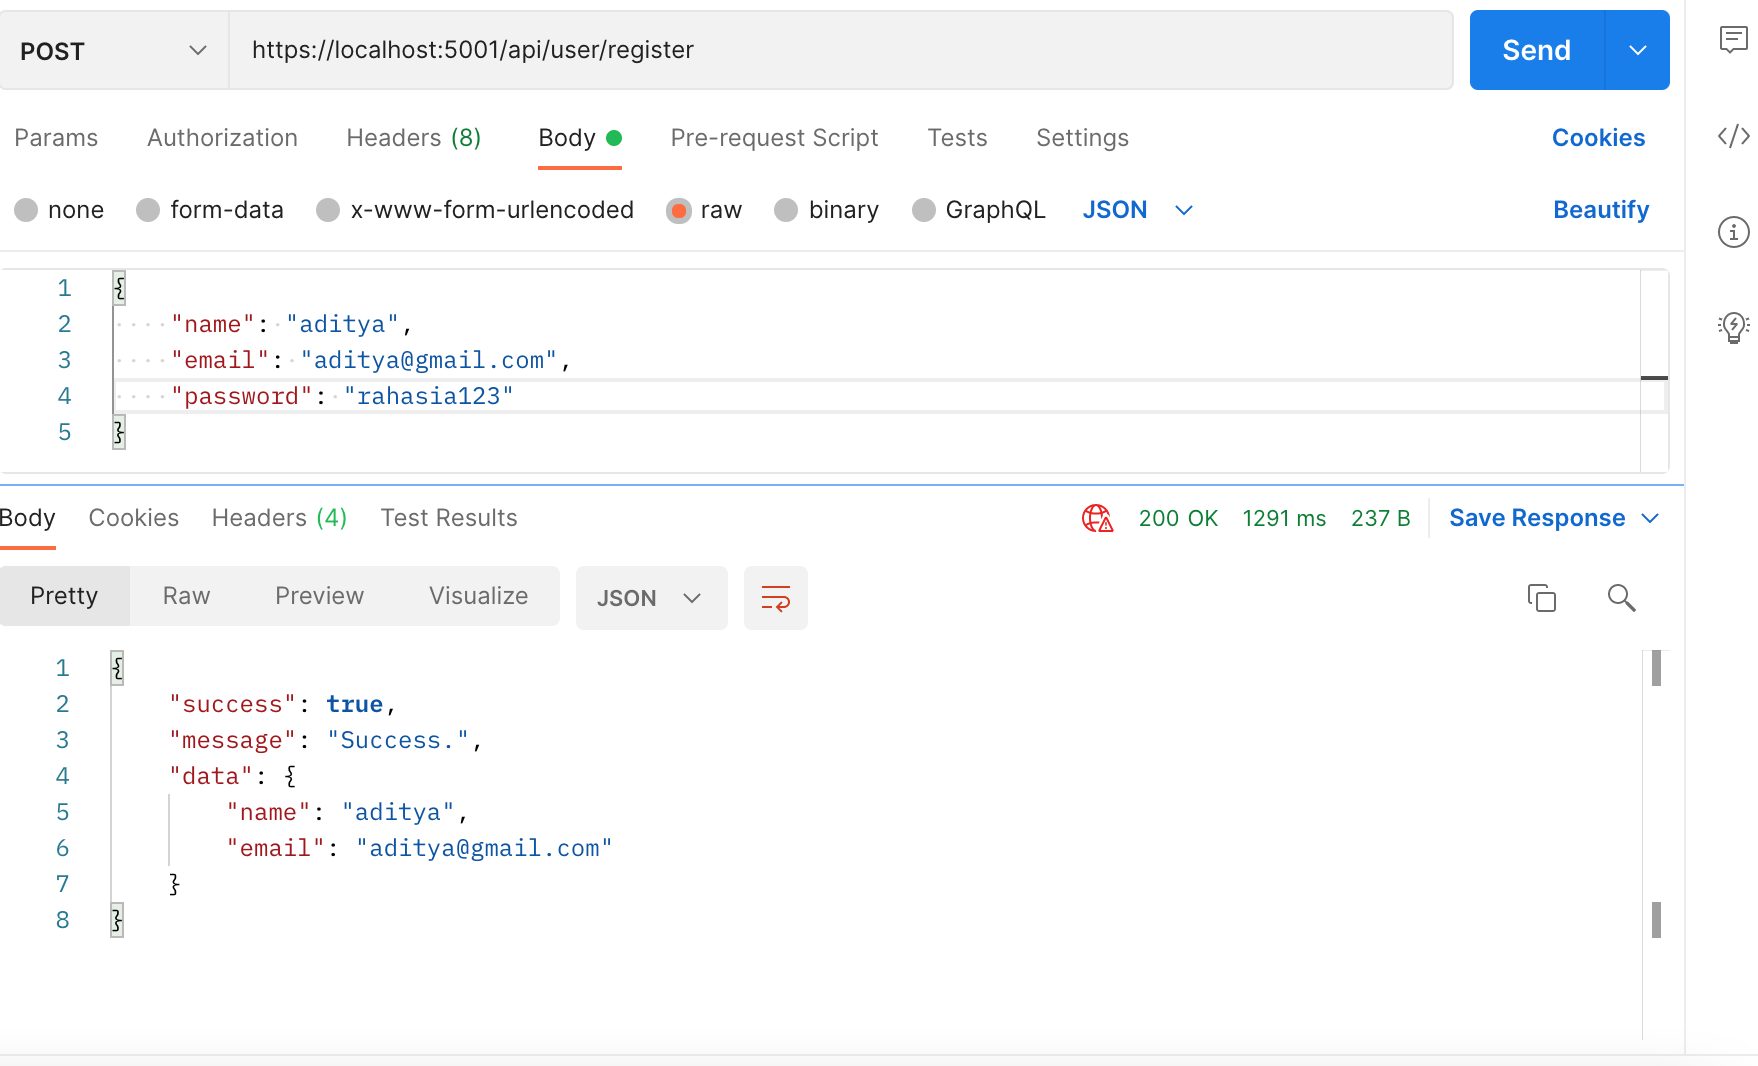 POST https://localhost:5001/api/user/register Send
Params Authorization Headers (8) Body Pre-request Script Tests Settings Cookies
none form-data x-www-form-urlencoded raw binary GraphQL JSON Beautify
1 {
2 "name": "aditya",
3 "email": "aditya@gmail.com",
4 "password": "rahasia123"
5 }
Body Cookies Headers (4) Test Results 200 OK 1291 ms 237 B Save Response
Pretty Raw Preview Visualize JSON
1 {
2 "success": true,
3 "message": "Success.",
4 "data": {
5 "name": "aditya",
6 "email": "aditya@gmail.com"
7 }
8 }